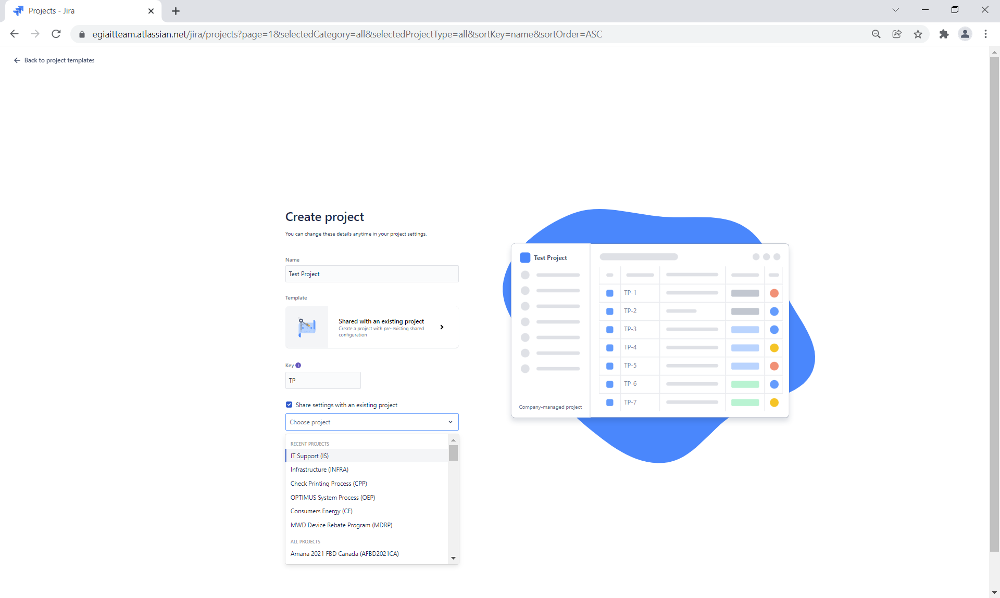 Projects - Jira
egiaitteam.atlassian.net/jira/projects?page=1&selectedCategory=all&selectedProjectType=all&sortKey=name&sortOrder=ASC
Back to project templates
Create project
You can change these details anytime in your project settings.
Name
Test Project
Template
Shared with an existing project
Create a project with pre-existing shared
configuration
Key
TP
Share settings with an existing project
Choose project
RECENT PROJECTS
IT Support (IS)
Infrastructure (INFRA)
Check Printing Process (CPP)
OPTIMUS System Process (OEP)
Consumers Energy (CE)
MWD Device Rebate Program (MDRP)
ALL PROJECTS
Amana 2021 FBD Canada (AFBD2021CA)
Test Project
TP-1
TP-2
TP-3
TP-4
TP-5
TP-6
TP-7
Company-managed project